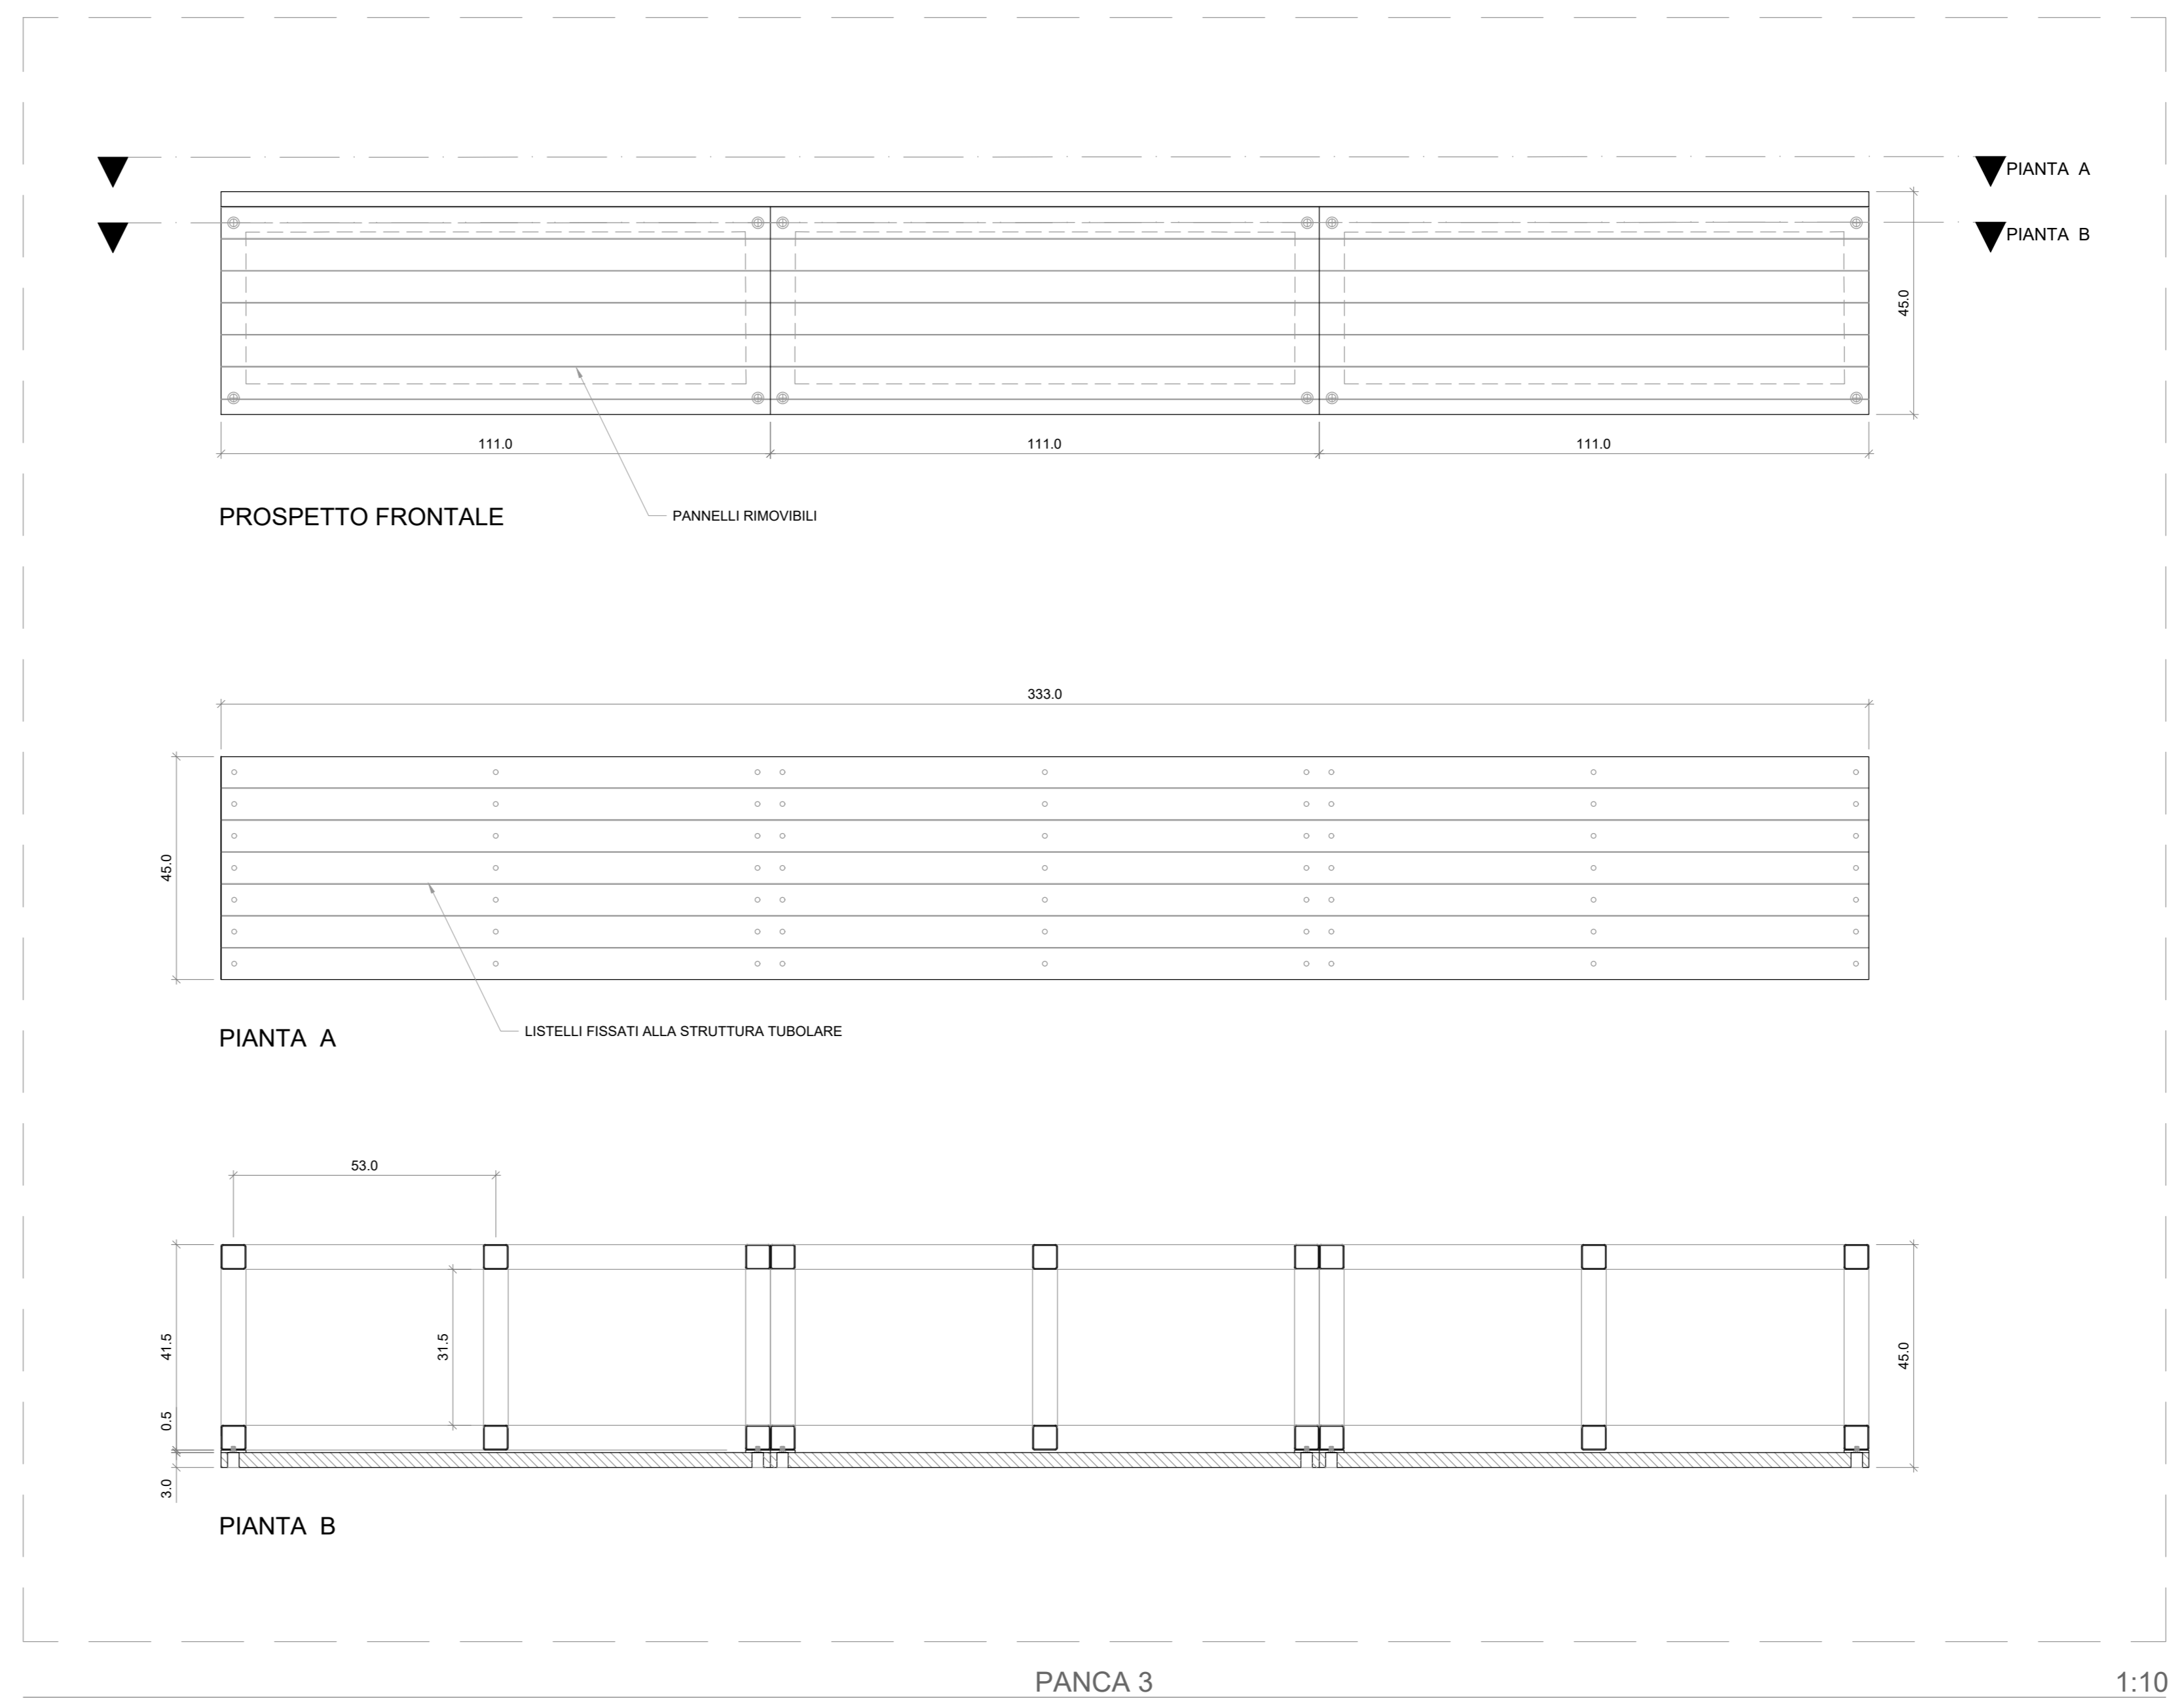 PIANTA A
PIANTA B
45.0
111.0
111.0
111.0
PROSPETTO FRONTALE
PANNELLI RIMOVIBILI
333.0
45.0
PIANTA A
LISTELLI FISSATI ALLA STRUTTURA TUBOLARE
53.0
41.5
31.5
45.0
0.5
3.0
PIANTA B
PANCA 3
1:10